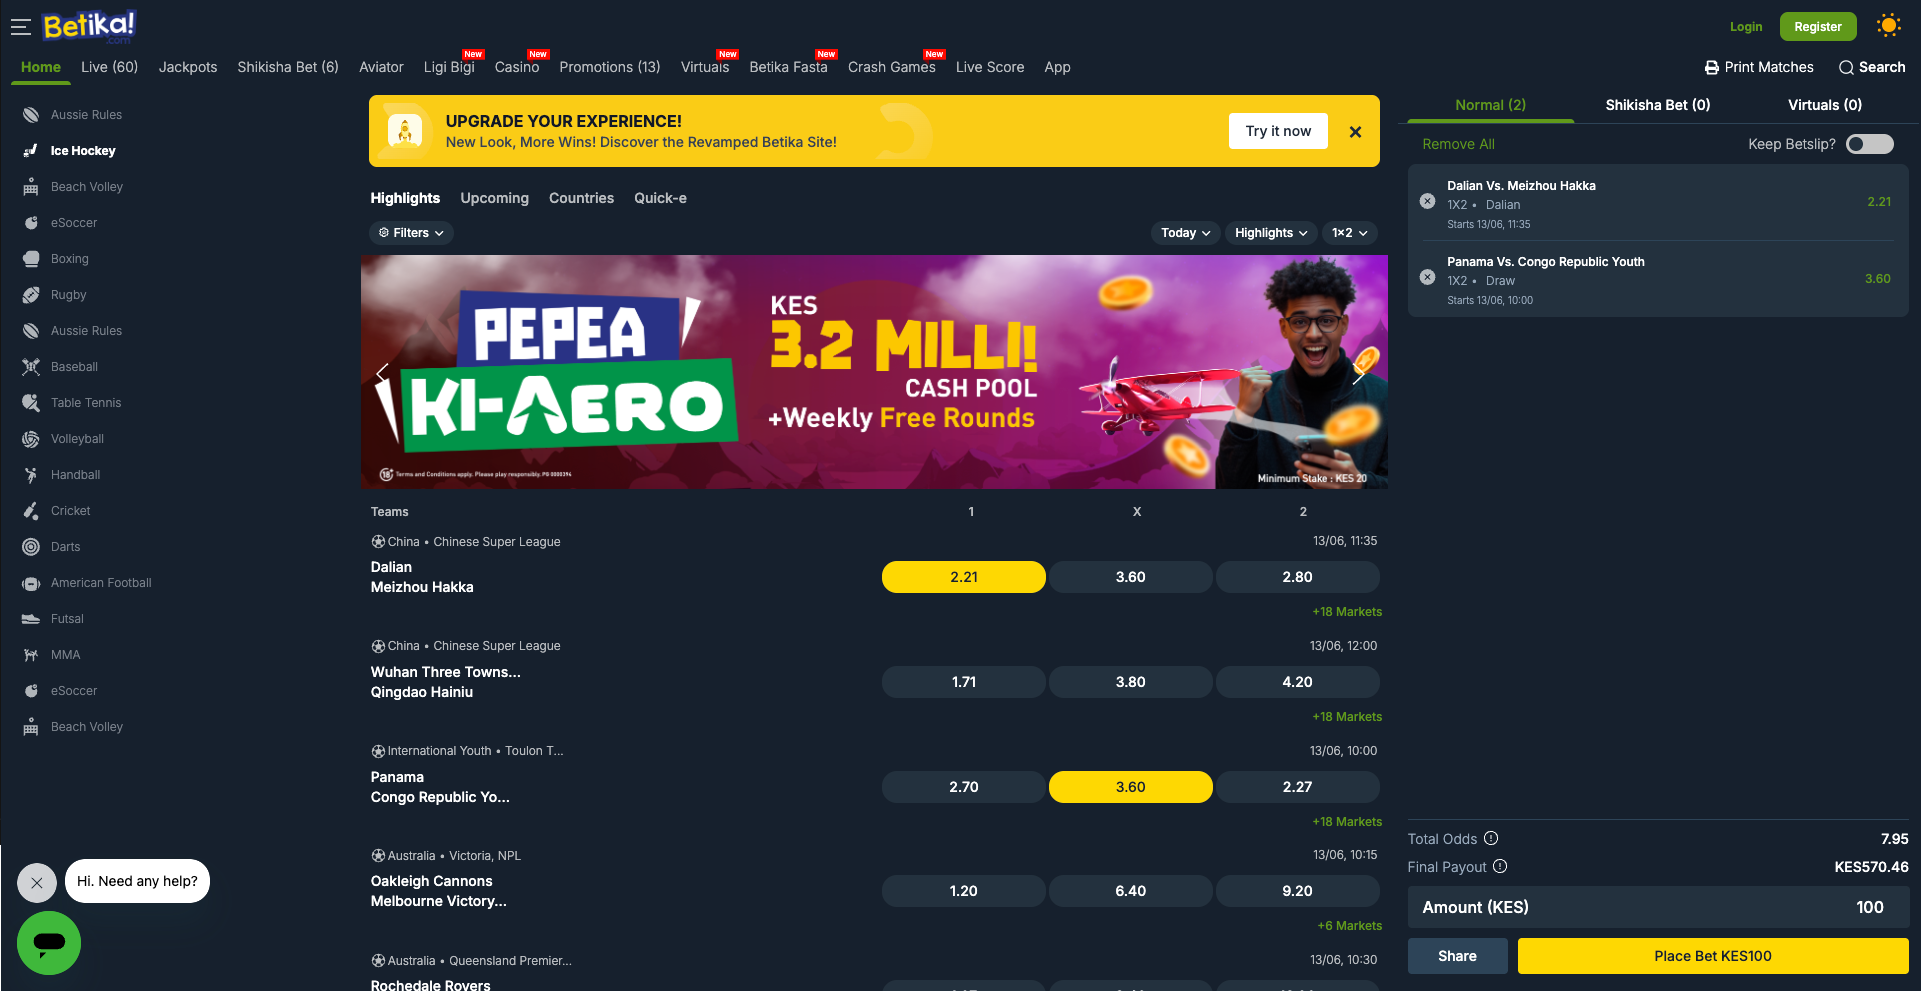 Betika!
.com
Login
Register
Home
Live (60)
Jackpots
Shikisha Bet (6)
Aviator
Ligi Bigi
New
Casino
New
Promotions (13)
Virtuals
New
Betika Fasta
New
Crash Games
New
Live Score
App
Print Matches
Search
Aussie Rules
Ice Hockey
Beach Volley
eSoccer
Boxing
Rugby
Aussie Rules
Baseball
Table Tennis
Volleyball
Handball
Cricket
Darts
American Football
Futsal
MMA
eSoccer
Beach Volley
Hi. Need any help?
UPGRADE YOUR EXPERIENCE!
New Look, More Wins! Discover the Revamped Betika Site!
Try it now
Highlights
Upcoming
Countries
Quick-e
Filters
Today
Highlights
1×2
PEPEA
KI-AERO
KES
3.2 MILLI!
CASH POOL
+Weekly Free Rounds
18+ Terms and Conditions apply. Please play responsibly. PG 0000394
Minimum Stake : KES 20
Teams 1 X 2
China • Chinese Super League 13/06, 11:35
Dalian
Meizhou Hakka
2.21 3.60 2.80
+18 Markets
China • Chinese Super League 13/06, 12:00
Wuhan Three Towns...
Qingdao Hainiu
1.71 3.80 4.20
+18 Markets
International Youth • Toulon T... 13/06, 10:00
Panama
Congo Republic Yo...
2.70 3.60 2.27
+18 Markets
Australia • Victoria, NPL 13/06, 10:15
Oakleigh Cannons
Melbourne Victory...
1.20 6.40 9.20
+6 Markets
Australia • Queensland Premier... 13/06, 10:30
Rochedale Rovers
Normal (2)
Shikisha Bet (0)
Virtuals (0)
Remove All
Keep Betslip?
Dalian Vs. Meizhou Hakka
1X2 • Dalian 2.21
Starts 13/06, 11:35
Panama Vs. Congo Republic Youth
1X2 • Draw 3.60
Starts 13/06, 10:00
Total Odds 7.95
Final Payout KES570.46
Amount (KES) 100
Share
Place Bet KES100